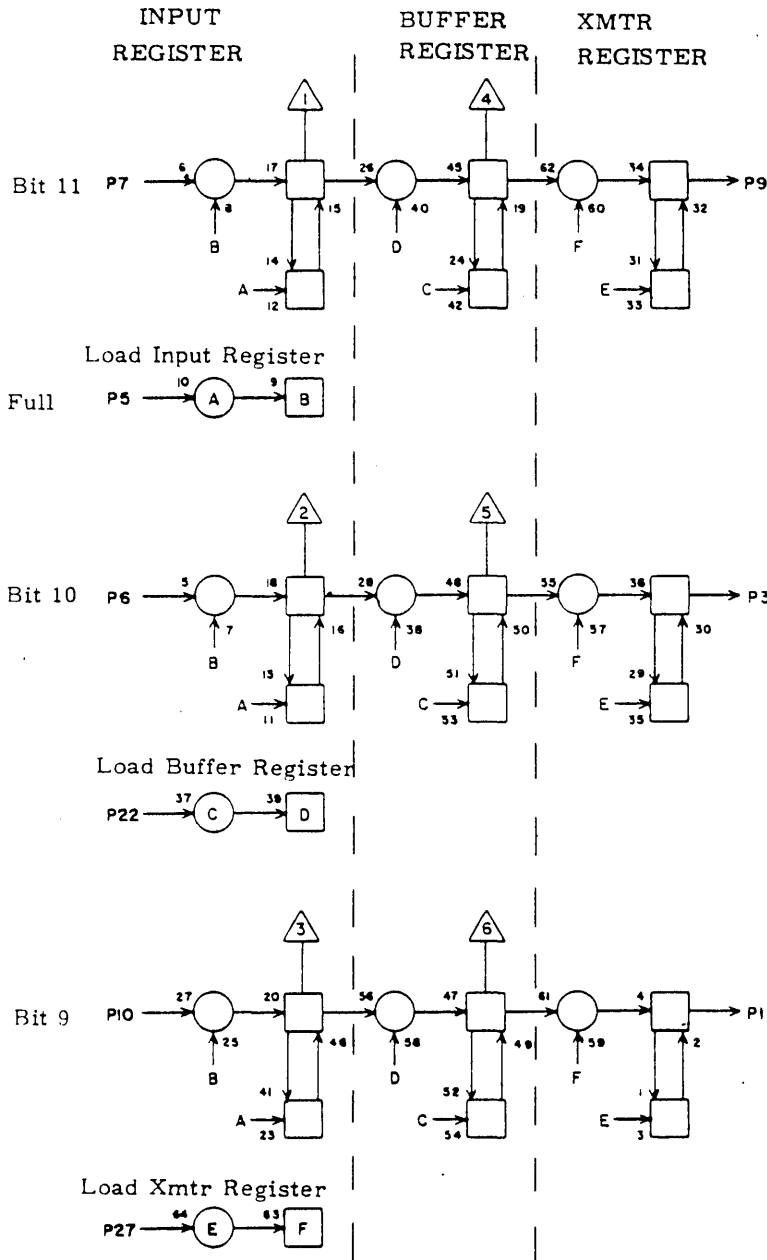 INPUT REGISTER
BUFFER REGISTER
XMTR REGISTER
1
4
Bit 11 P7 6 17 26 45 62 34 P9
8 15 40 19 60 32
B D F
14 24 31
A C E
12 42 33
Load Input Register
Full P5 10 A 9 B
2
5
Bit 10 P6 5 18 28 48 55 36 P3
7 16 38 50 57 30
B D F
13 51 29
A C E
11 53 35
Load Buffer Register
P22 37 C 39 D
3
6
Bit 9 P10 27 20 56 47 61 4 P1
25 46 58 49 59 2
B D F
41 52 1
A C E
23 54 3
Load Xmtr Register
P27 64 E 63 F